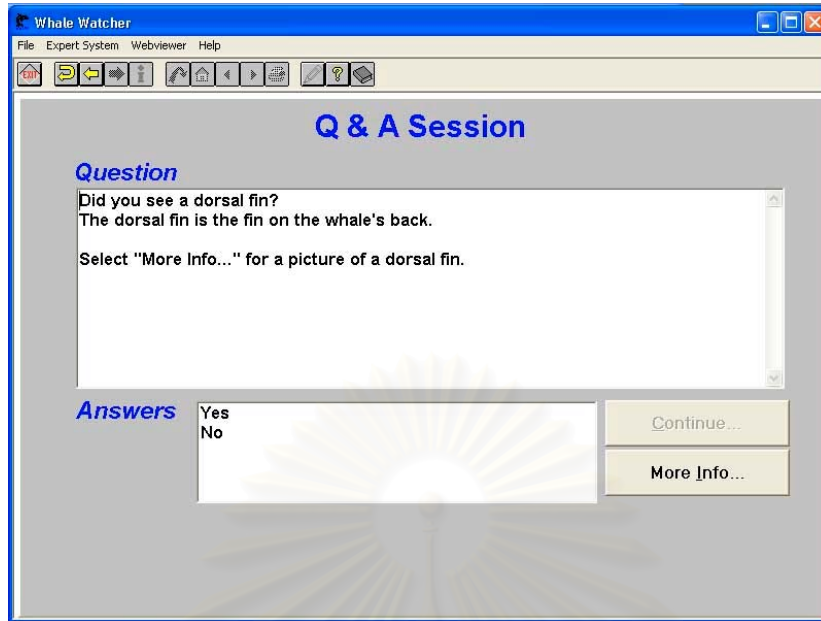 Whale Watcher
File Expert System Webviewer Help
EXIT
Q & A Session
Question
Did you see a dorsal fin?
The dorsal fin is the fin on the whale's back.
Select "More Info..." for a picture of a dorsal fin.
Answers
Yes
No
Continue...
More Info...